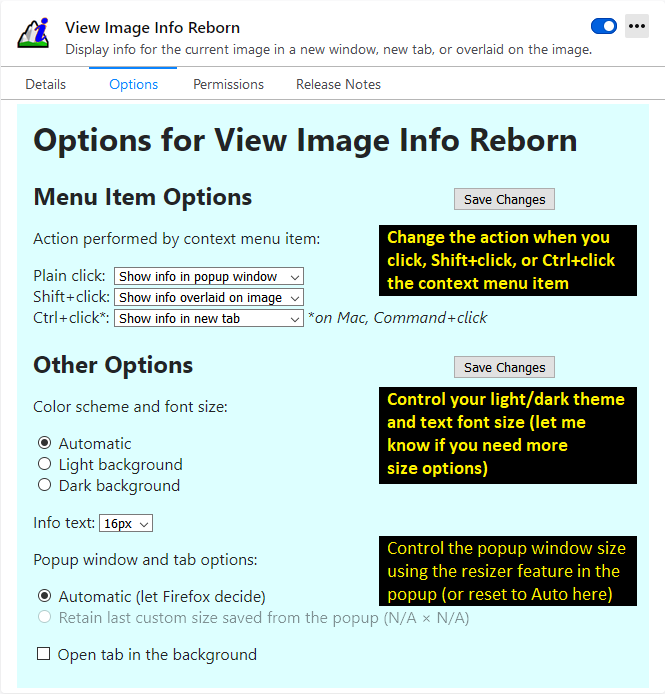 View Image Info Reborn
Display info for the current image in a new window, new tab, or overlaid on the image.
Details
Options
Permissions
Release Notes
Options for View Image Info Reborn
Menu Item Options
Save Changes
Action performed by context menu item:
Change the action when you
click, Shift+click, or Ctrl+click
the context menu item
Plain click: Show info in popup window
Shift+click: Show info overlaid on image
Ctrl+click*: Show info in new tab *on Mac, Command+click
Other Options
Save Changes
Color scheme and font size:
Control your light/dark theme
and text font size (let me
know if you need more
size options)
Automatic
Light background
Dark background
Info text: 16px
Popup window and tab options:
Control the popup window size
using the resizer feature in the
popup (or reset to Auto here)
Automatic (let Firefox decide)
Retain last custom size saved from the popup (N/A × N/A)
Open tab in the background